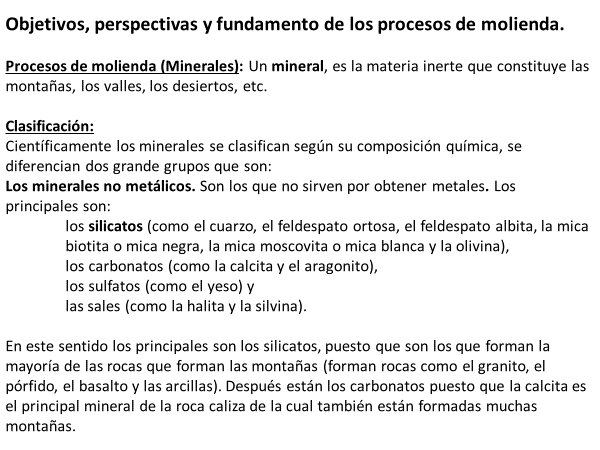 Objetivos, perspectivas y fundamento de los procesos de molienda.
Procesos de molienda (Minerales): Un mineral, es la materia inerte que constituye las
montañas, los valles, los desiertos, etc.
Clasificación:
Científicamente los minerales se clasifican según su composición química, se
diferencian dos grande grupos que son:
Los minerales no metálicos. Son los que no sirven por obtener metales. Los
principales son:
los silicatos (como el cuarzo, el feldespato ortosa, el feldespato albita, la mica
biotita o mica negra, la mica moscovita o mica blanca y la olivina),
los carbonatos (como la calcita y el aragonito),
los sulfatos (como el yeso) y
las sales (como la halita y la silvina).
En este sentido los principales son los silicatos, puesto que son los que forman la
mayoría de las rocas que forman las montañas (forman rocas como el granito, el
pórfido, el basalto y las arcillas). Después están los carbonatos puesto que la calcita es
el principal mineral de la roca caliza de la cual también están formadas muchas
montañas.